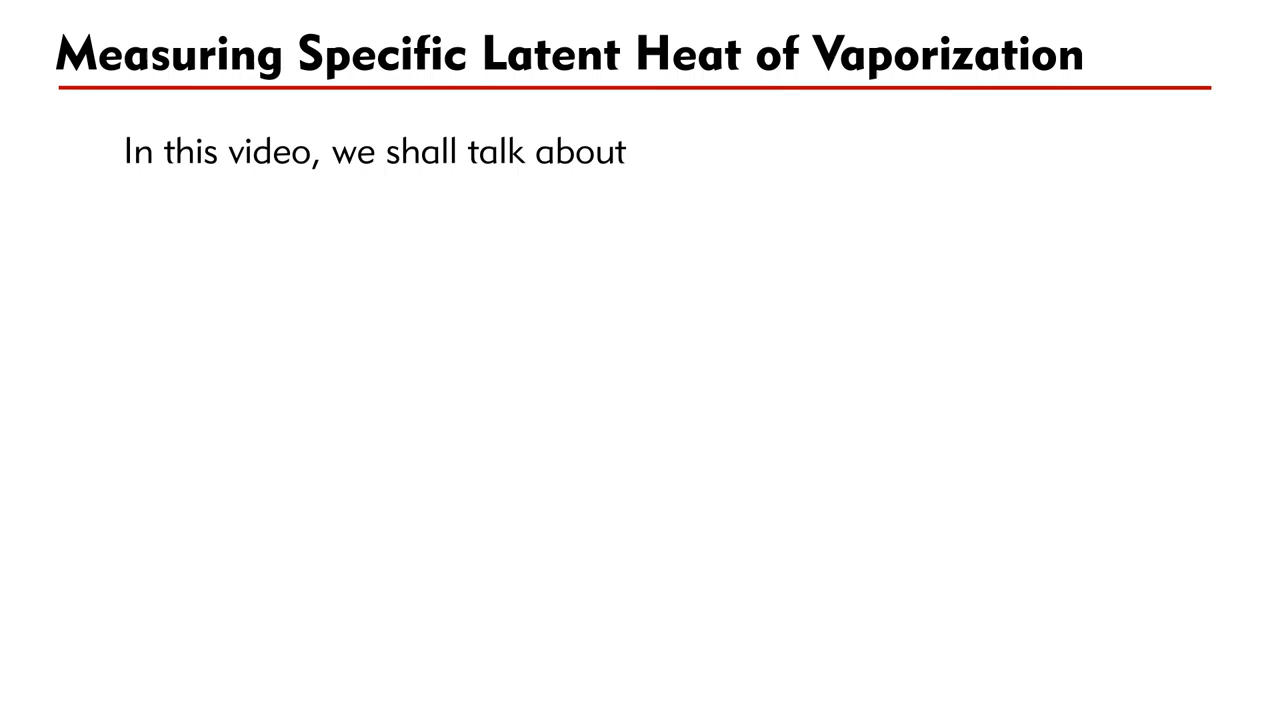 Measuring Specific Latent Heat of Vaporization
In this video, we shall talk about